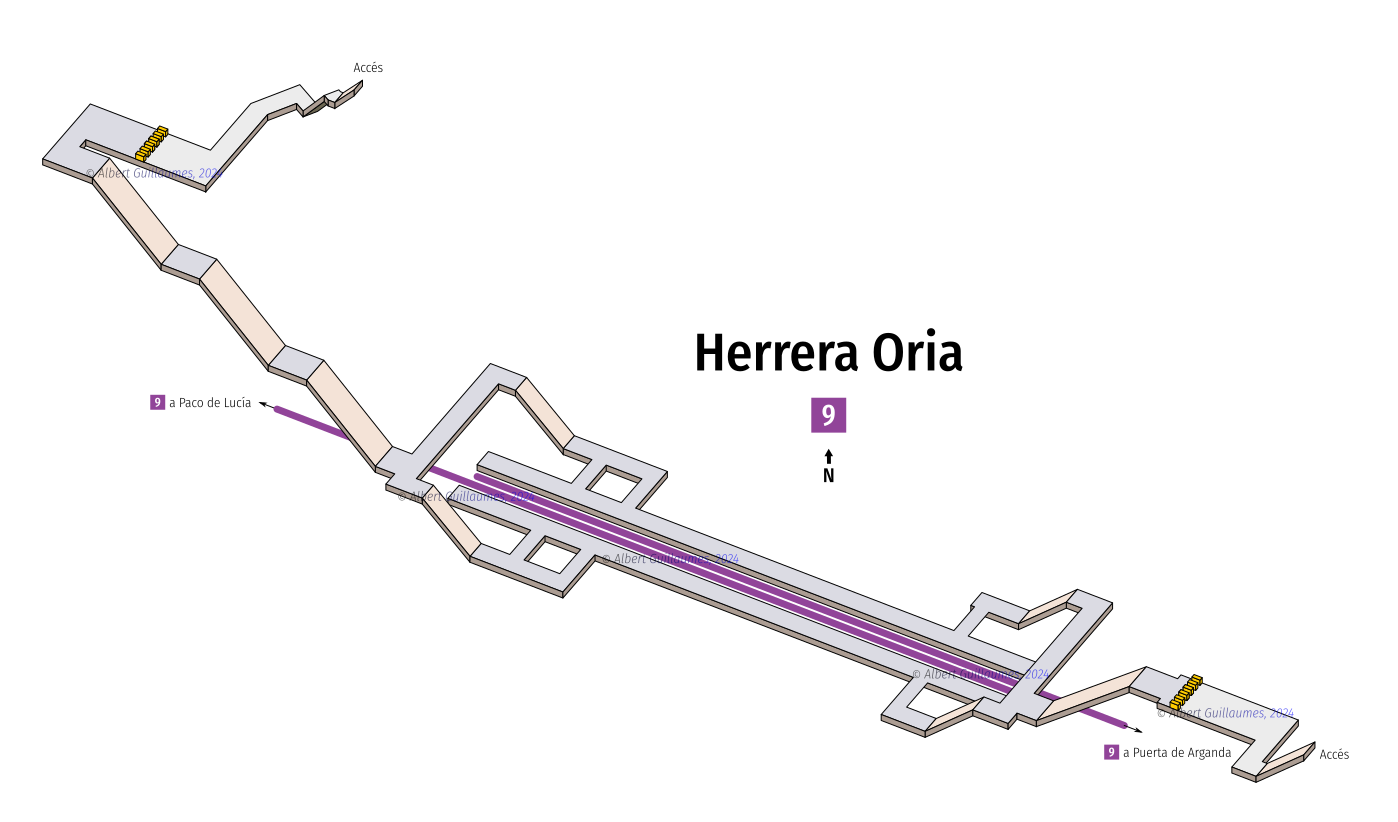 Accés
© Albert Guillaumes, 2024
Herrera Oria
9 a Paco de Lucía
9
N
© Albert Guillaumes, 2024
© Albert Guillaumes, 2024
© Albert Guillaumes, 2024
© Albert Guillaumes, 2024
9 a Puerta de Arganda
Accés